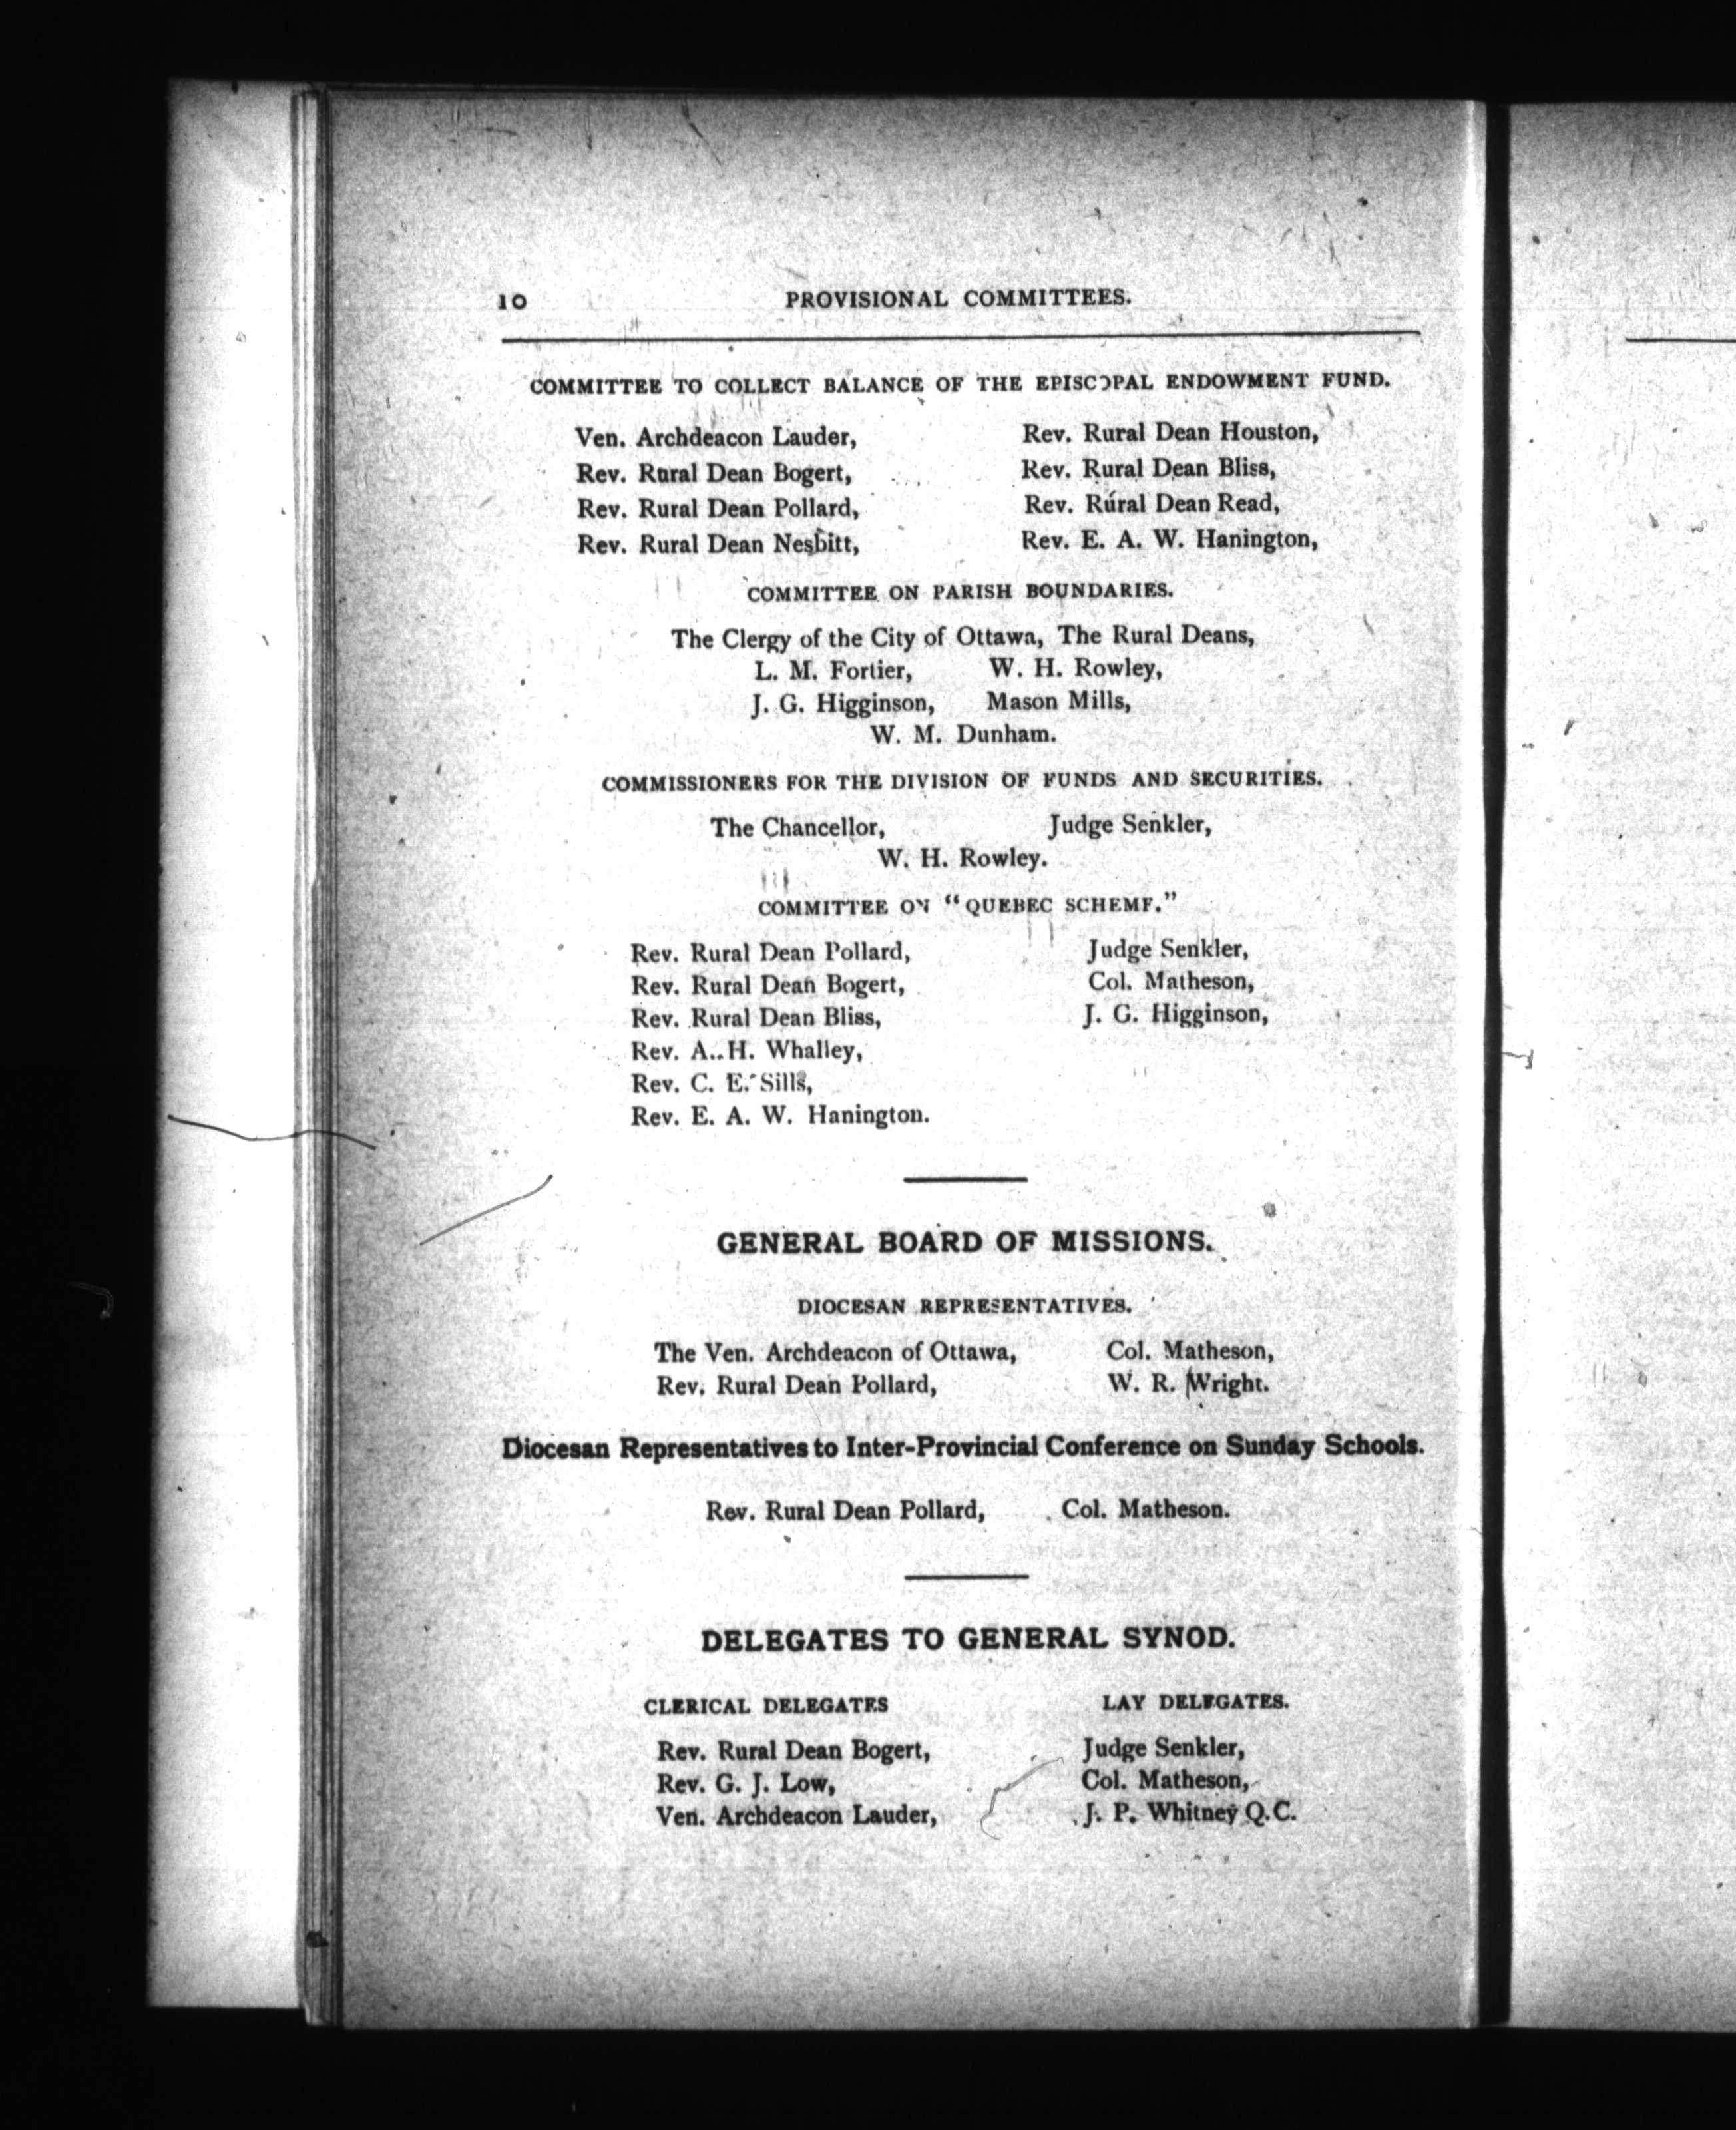 10 PROVISIONAL COMMITTEES.
COMMITTEE TO COLLECT BALANCE OF THE EPISCOPAL ENDOWMENT FUND.
Ven. Archdeacon Lauder, Rev. Rural Dean Houston,
Rev. Rural Dean Bogert, Rev. Rural Dean Bliss,
Rev. Rural Dean Pollard, Rev. Rural Dean Read,
Rev. Rural Dean Nesbitt, Rev. E. A. W. Hanington,
COMMITTEE ON PARISH BOUNDARIES.
The Clergy of the City of Ottawa, The Rural Deans,
L. M. Fortier, W. H. Rowley,
J. G. Higginson, Mason Mills,
W. M. Dunham.
COMMISSIONERS FOR THE DIVISION OF FUNDS AND SECURITIES.
The Chancellor, Judge Senkler,
W. H. Rowley.
COMMITTEE ON "QUEBEC SCHEME."
Rev. Rural Dean Pollard, Judge Senkler,
Rev. Rural Dean Bogert, Col. Matheson,
Rev. Rural Dean Bliss, J. G. Higginson,
Rev. A. H. Whalley,
Rev. C. E. Sills,
Rev. E. A. W. Hanington.
GENERAL BOARD OF MISSIONS.
DIOCESAN REPRESENTATIVES.
The Ven. Archdeacon of Ottawa, Col. Matheson,
Rev. Rural Dean Pollard, W. R. Wright.
Diocesan Representatives to Inter-Provincial Conference on Sunday Schools.
Rev. Rural Dean Pollard, Col. Matheson.
DELEGATES TO GENERAL SYNOD.
CLERICAL DELEGATES LAY DELEGATES.
Rev. Rural Dean Bogert, Judge Senkler,
Rev. G. J. Low, Col. Matheson,
Ven. Archdeacon Lauder, J. P. Whitney Q.C.